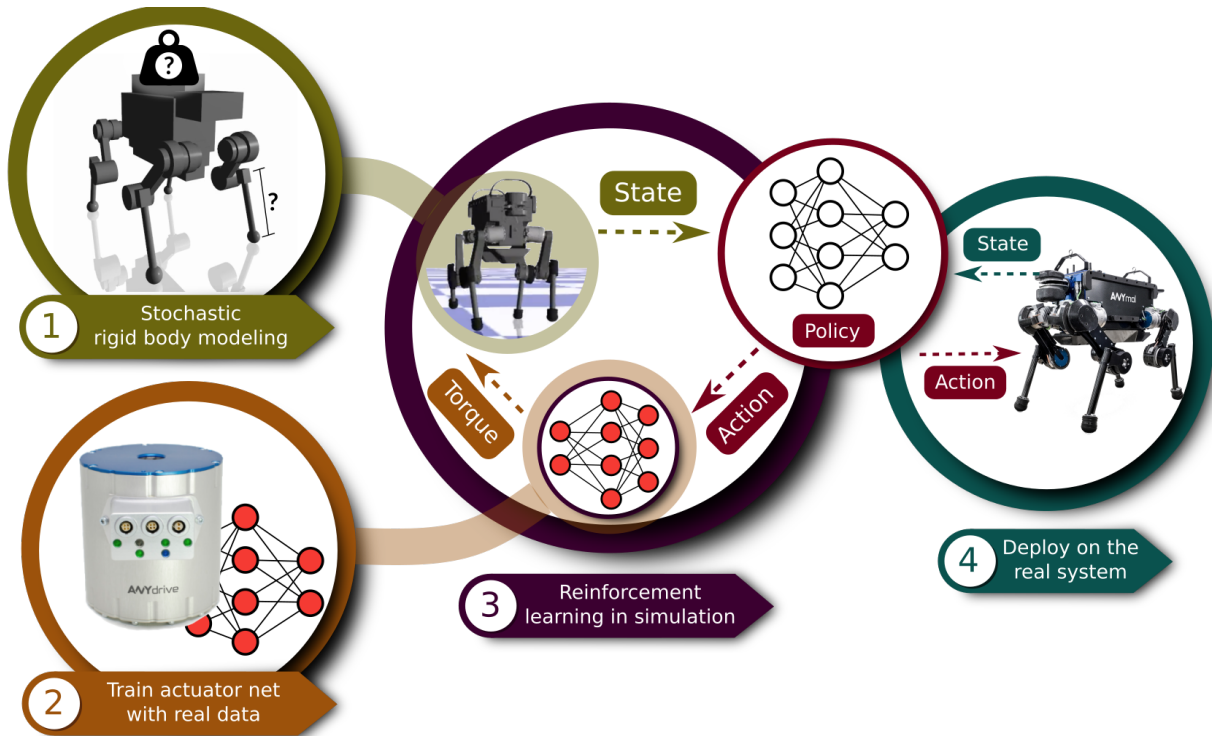 ?
?
1
Stochastic
rigid body modeling
ANYdrive
2
Train actuator net
with real data
State
Policy
Action
Torque
3
Reinforcement
learning in simulation
State
ANYmal
Action
4
Deploy on the
real system